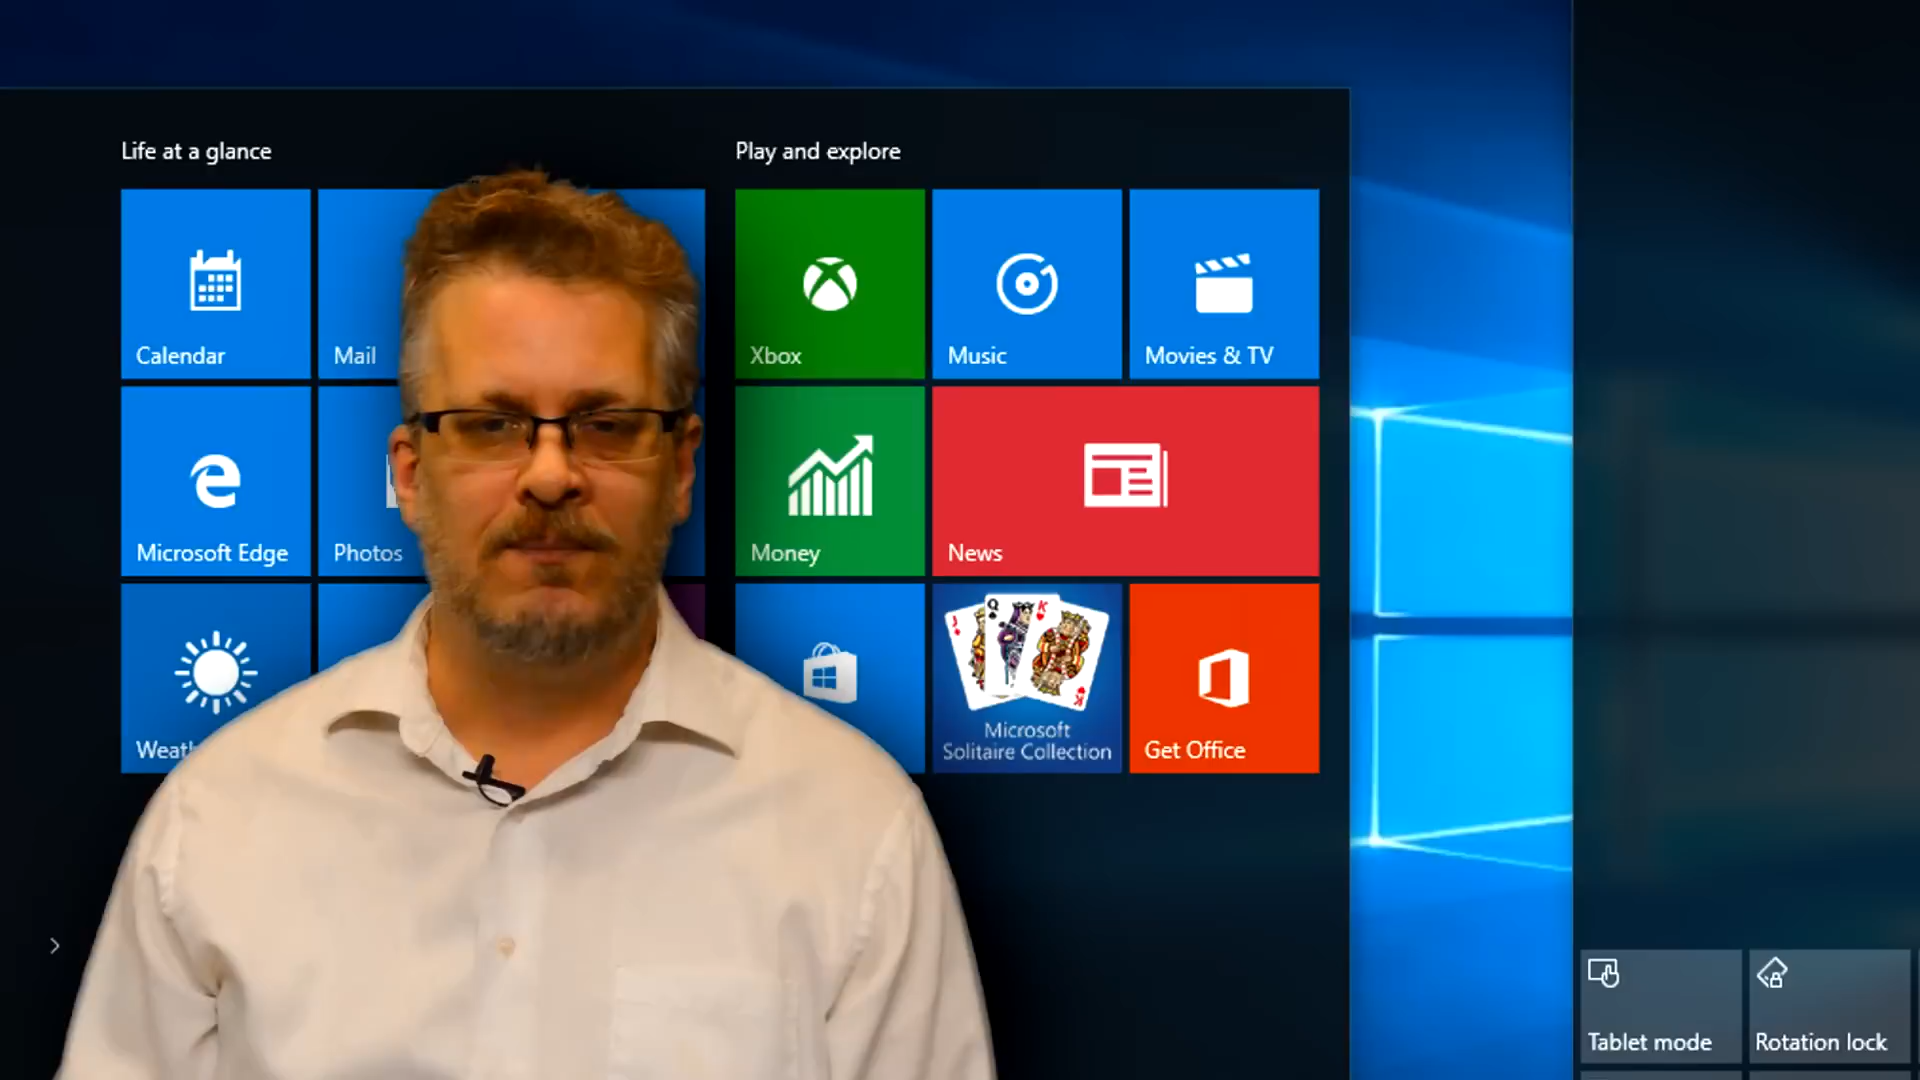 Life at a glance
Play and explore
Calendar
Mail
Xbox
Music
Movies & TV
Microsoft Edge
Photos
Money
News
Weat
Q
K
J
K
Microsoft
Solitaire Collection
Get Office
Tablet mode
Rotation lock